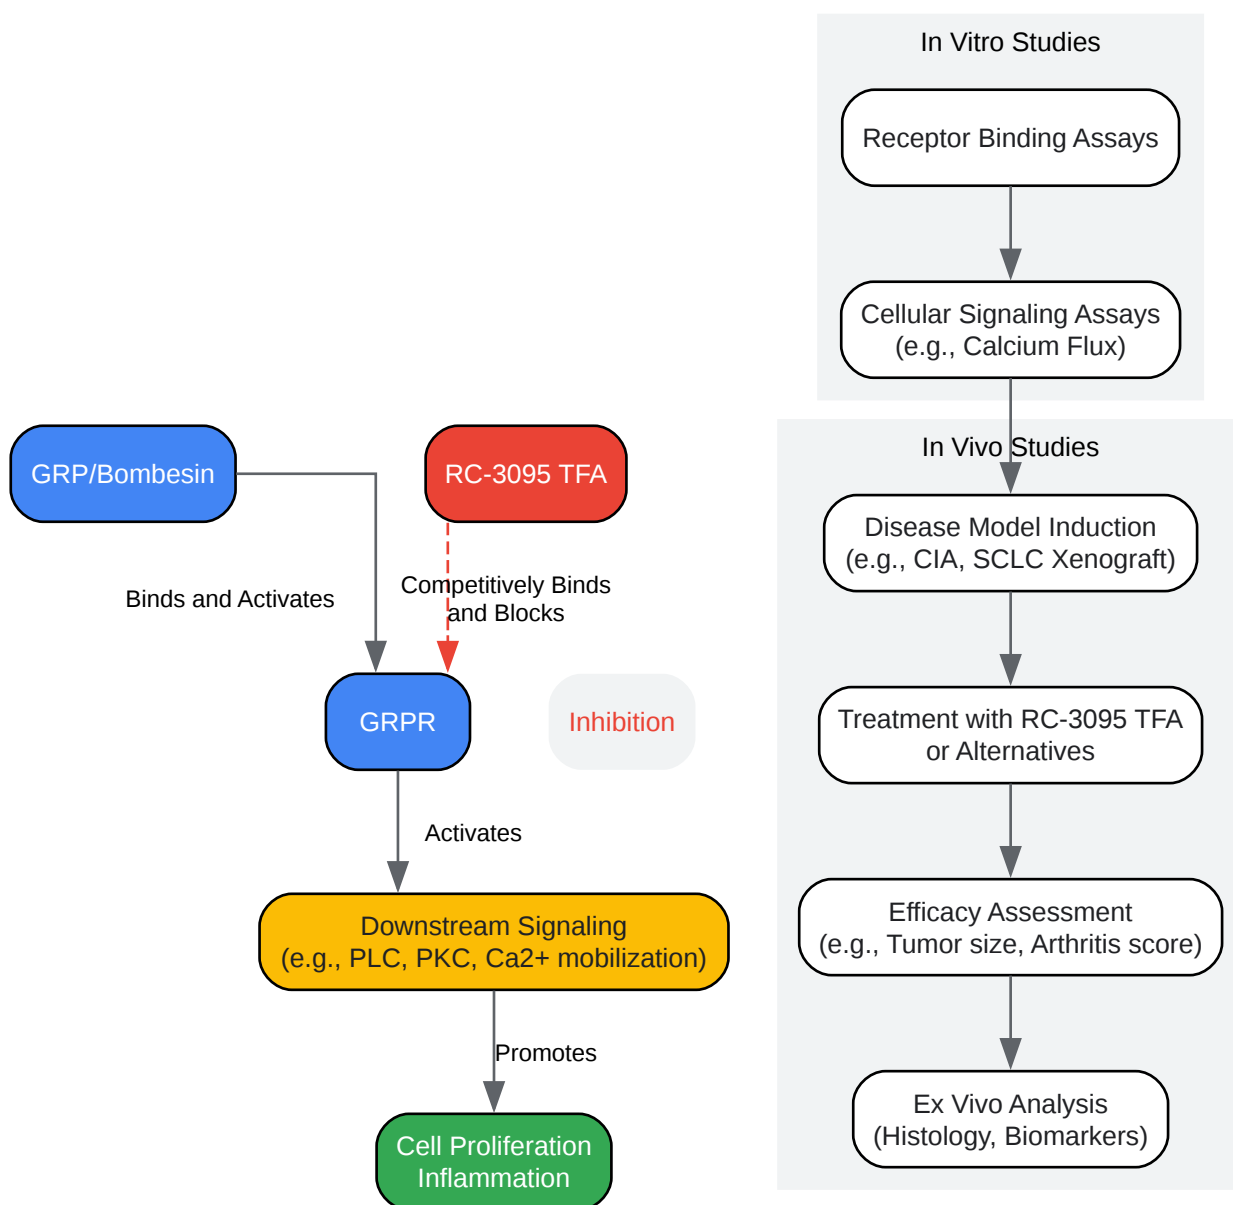 In Vitro Studies
Receptor Binding Assays
Cellular Signaling Assays
(e.g., Calcium Flux)
GRP/Bombesin
RC-3095 TFA
Binds and Activates
Competitively Binds
and Blocks
GRPR
Inhibition
Activates
Downstream Signaling
(e.g., PLC, PKC, Ca2+ mobilization)
Promotes
Cell Proliferation
Inflammation
In Vivo Studies
Disease Model Induction
(e.g., CIA, SCLC Xenograft)
Treatment with RC-3095 TFA
or Alternatives
Efficacy Assessment
(e.g., Tumor size, Arthritis score)
Ex Vivo Analysis
(Histology, Biomarkers)